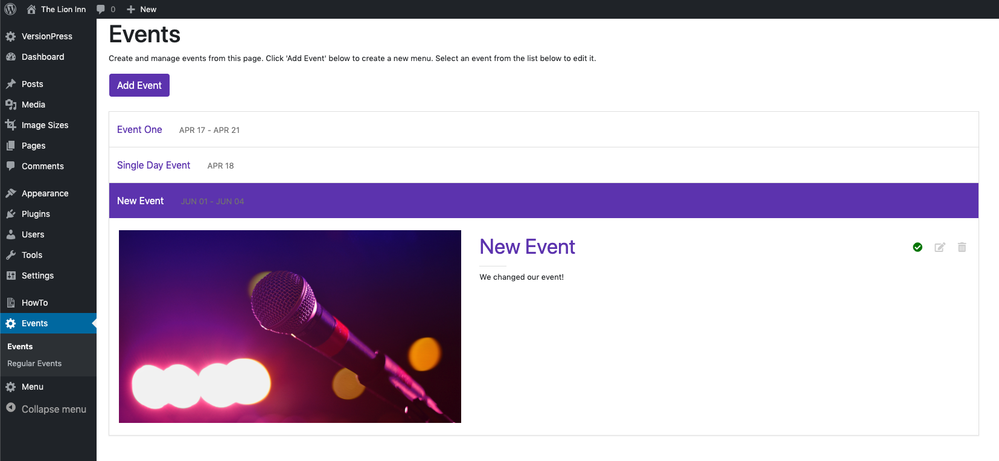 The Lion Inn 0 New
VersionPress
Dashboard
Posts
Media
Image Sizes
Pages
Comments
Appearance
Plugins
Users
Tools
Settings
HowTo
Events
Events
Regular Events
Menu
Collapse menu
Events
Create and manage events from this page. Click 'Add Event' below to create a new menu. Select an event from the list below to edit it.
Add Event
Event One APR 17 - APR 21
Single Day Event APR 18
New Event JUN 01 - JUN 04
New Event
We changed our event!